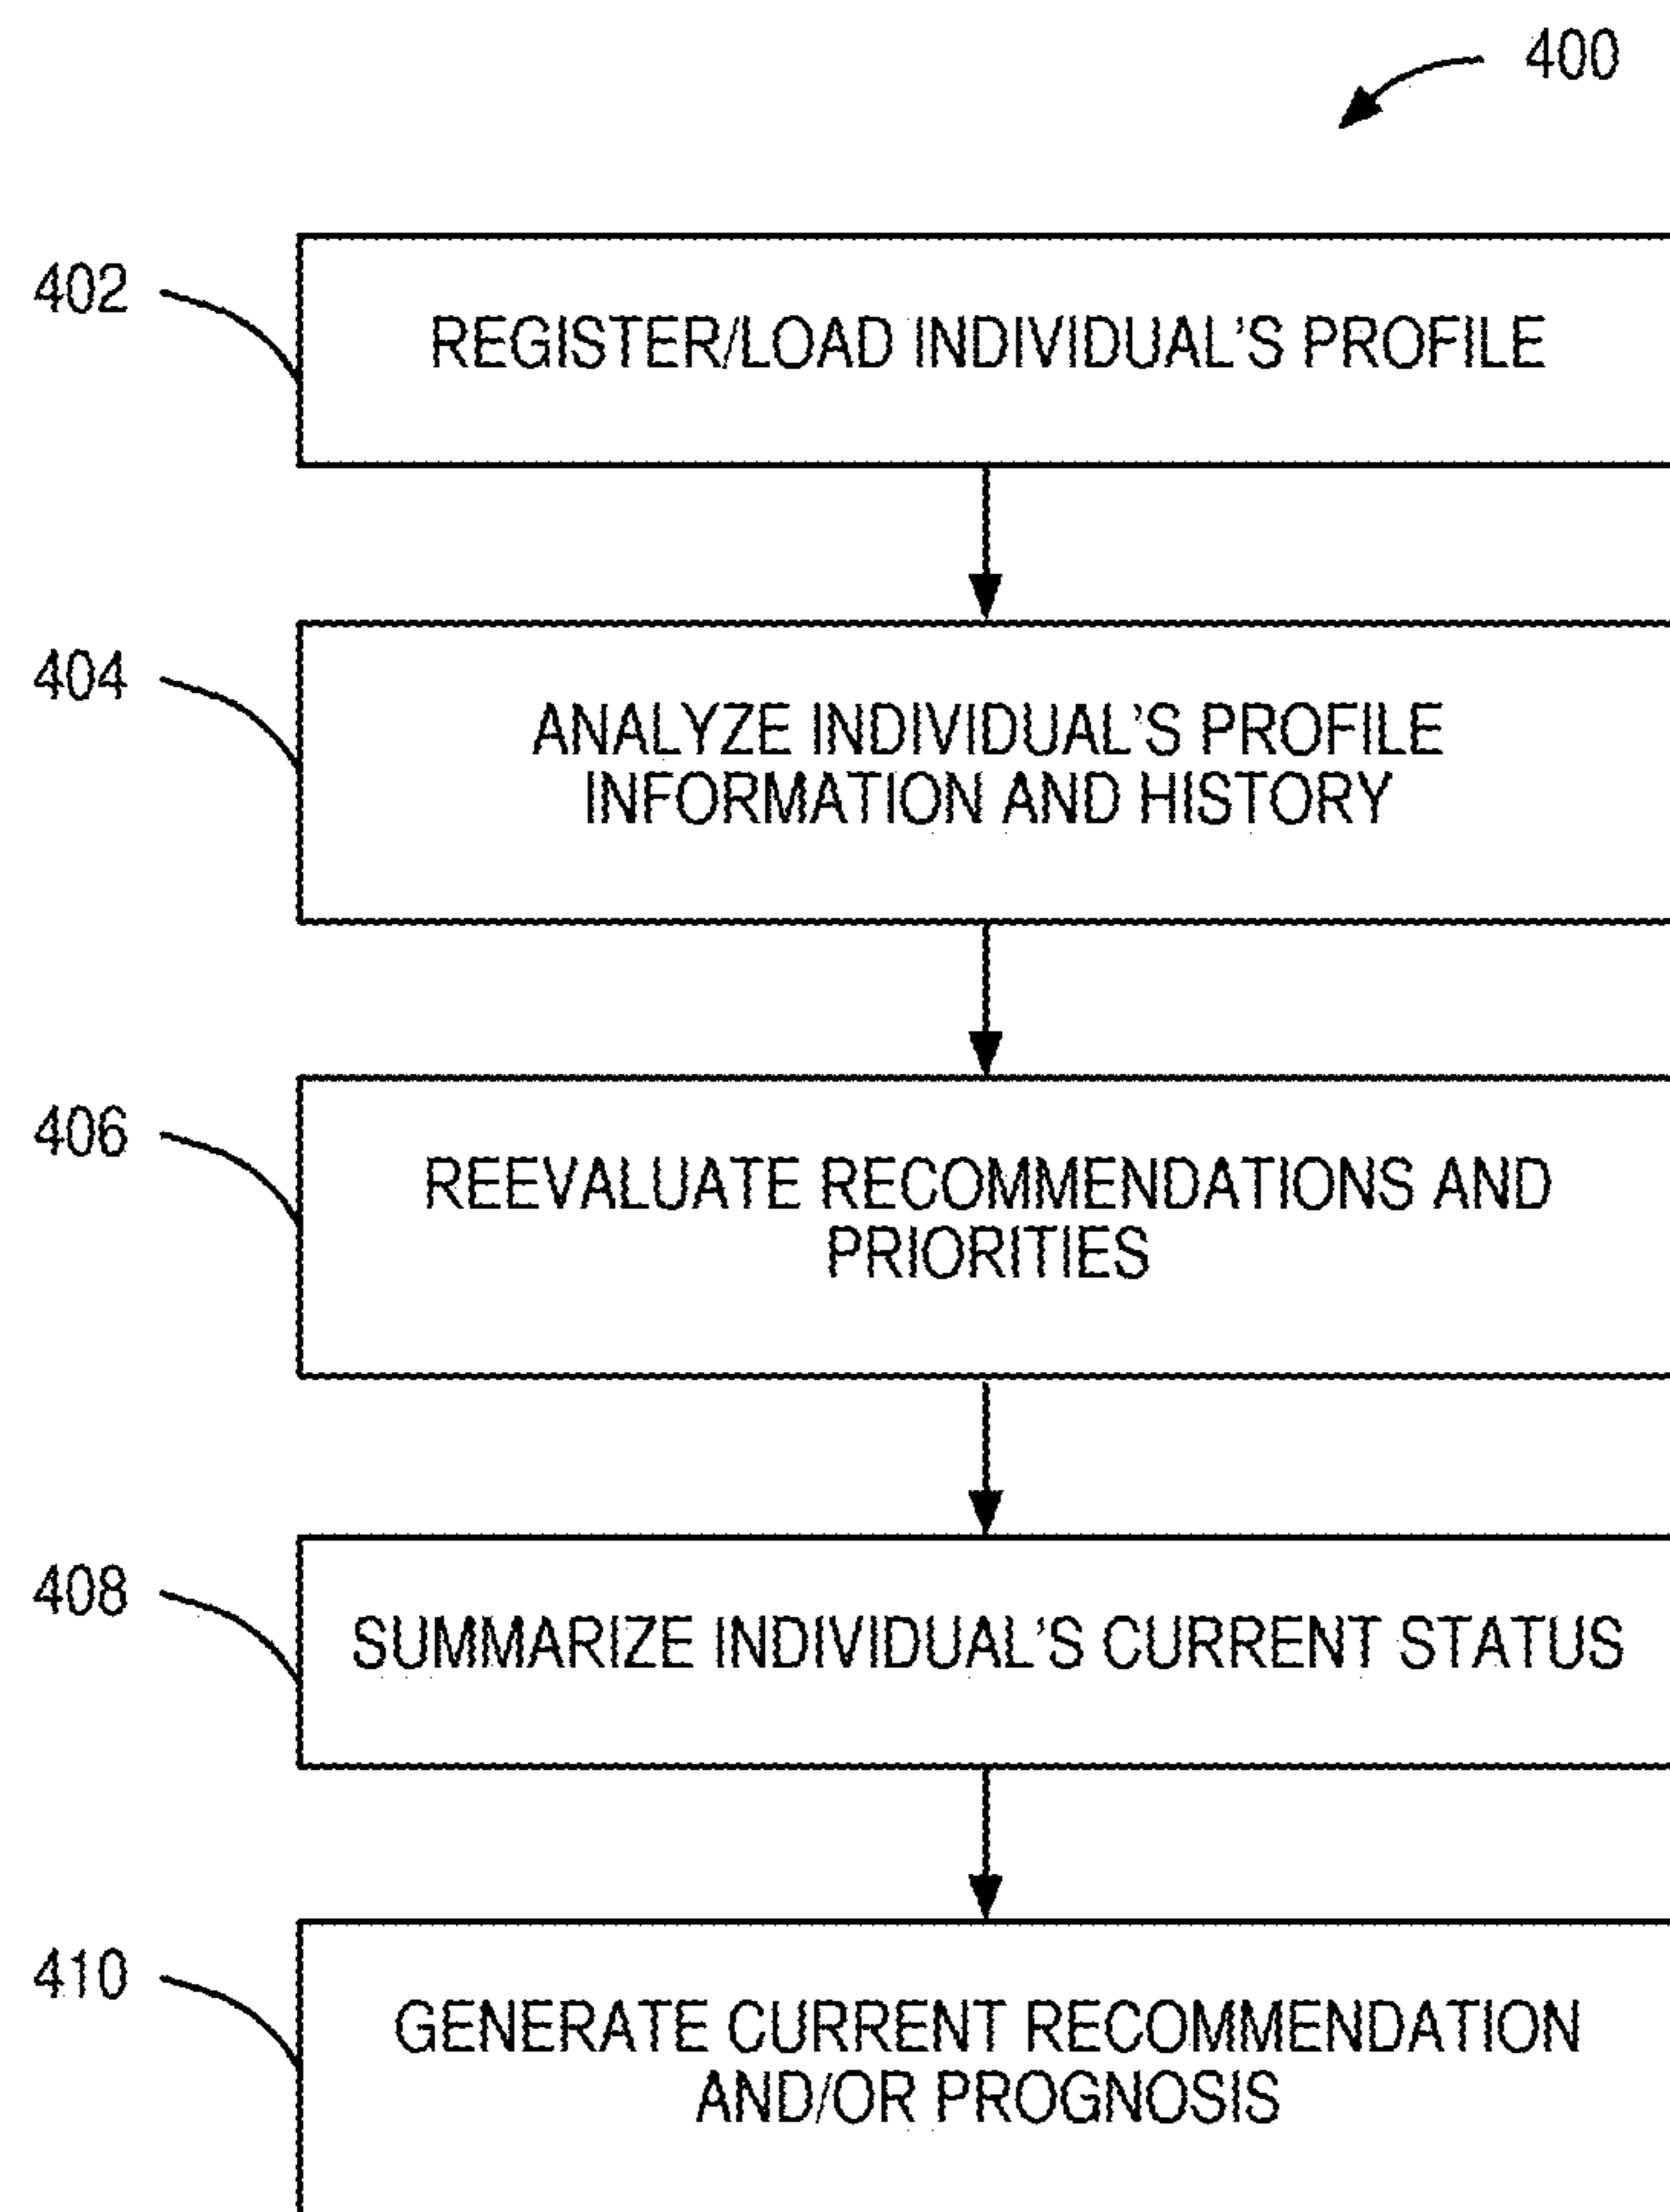 400
402
REGISTER/LOAD INDIVIDUAL'S PROFILE
404
ANALYZE INDIVIDUAL'S PROFILE
INFORMATION AND HISTORY
406
REEVALUATE RECOMMENDATIONS AND
PRIORITIES
408
SUMMARIZE INDIVIDUAL'S CURRENT STATUS
410
GENERATE CURRENT RECOMMENDATION
AND/OR PROGNOSIS